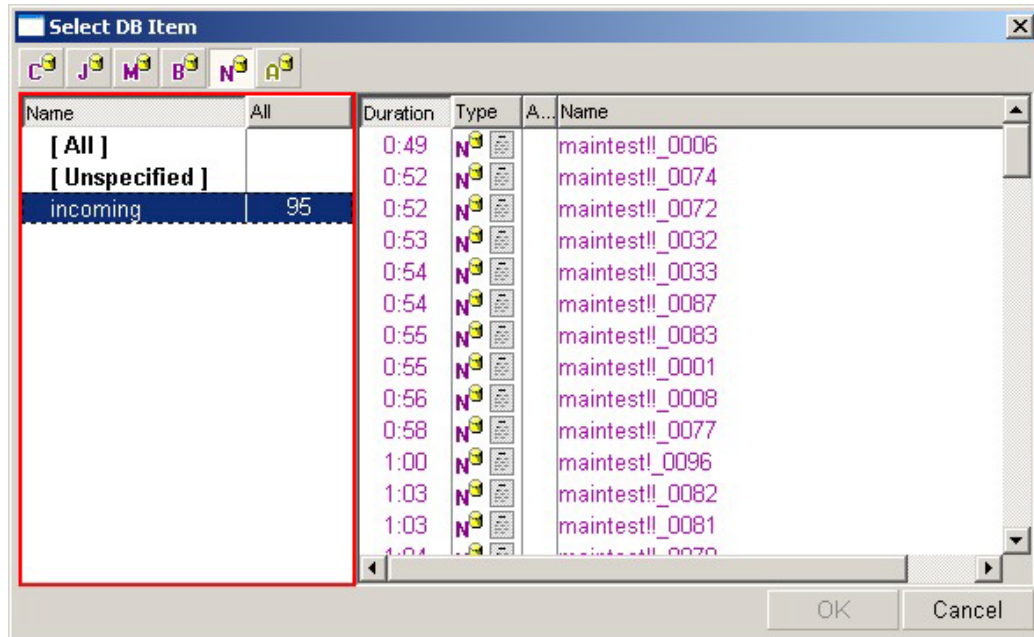 Select DB Item
C J M B N A
Name All
[ All ]
[ Unspecified ]
incoming 95
Duration Type A... Name
0:49 N maintest!!_0006
0:52 N maintest!!_0074
0:52 N maintest!!_0072
0:53 N maintest!!_0032
0:54 N maintest!!_0033
0:54 N maintest!!_0087
0:55 N maintest!!_0083
0:55 N maintest!!_0001
0:56 N maintest!!_0008
0:58 N maintest!!_0077
1:00 N maintest!_0096
1:03 N maintest!!_0082
1:03 N maintest!!_0081
OK Cancel